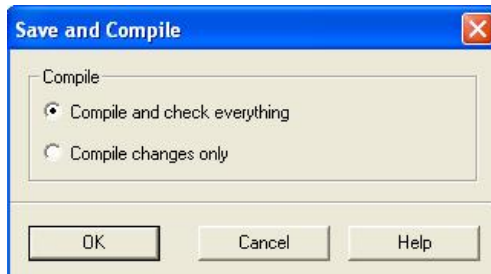 Save and Compile
Compile
Compile and check everything
Compile changes only
OK Cancel Help